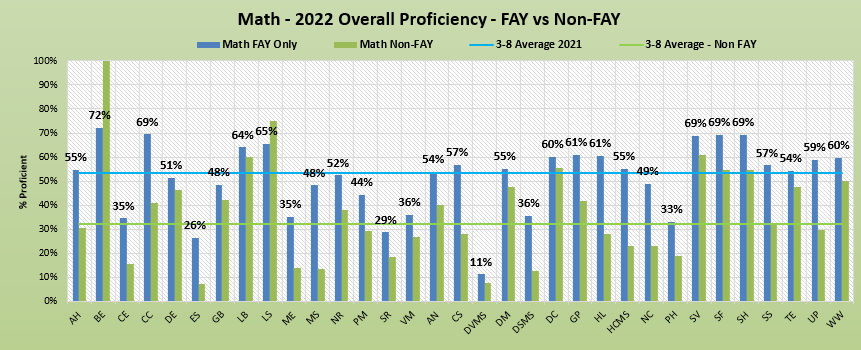 Math - 2022 Overall Proficiency - FAY vs Non-FAY
Math FAY Only Math Non-FAY 3-8 Average 2021 3-8 Average - Non FAY
% Proficient
100%
90%
80%
70%
60%
50%
40%
30%
20%
10%
0%
55% 72% 35% 69% 51% 26% 48% 64% 65% 35% 48% 52% 44% 29% 36% 54% 57% 11% 55% 36% 60% 61% 61% 55% 49% 33% 69% 69% 69% 57% 54% 59% 60%
AH BE CE CC DE ES GB LB LS ME MS NR PM SR VM AN CS DVMS DM DSMS DC GP HL HCMS NC PH SV SF SH SS TE UP WW